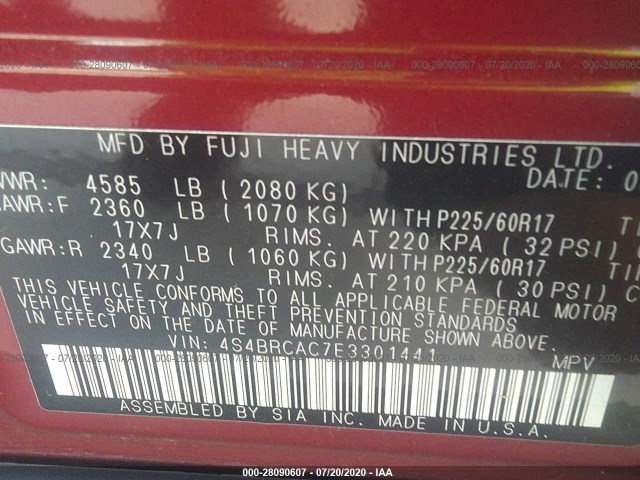 000-28090607 / 07/20/2020 - IAA
MFD BY FUJI HEAVY INDUSTRIES LTD.
DATE: 0
VWR: 4585 LB (2080 KG)
AWR:F 2360 LB (1070 KG) WITH P225/60R17
17X7J RIMS. AT 220 KPA (32 PSI)
GAWR:R 2340 LB (1060 KG) WITH P225/60R17
17X7J RIMS. AT 210 KPA (30 PSI) C
THIS VEHICLE CONFORMS TO ALL APPLICABLE FEDERAL MOTOR
VEHICLE SAFETY AND THEFT PREVENTION STANDARDS
IN EFFECT ON THE DATE OF MANUFACTURE SHOWN ABOVE.
VIN:
MPV
ASSEMBLED BY SIA INC. MADE IN U.S.A.
000-28090607 / 07/20/2020 - IAA